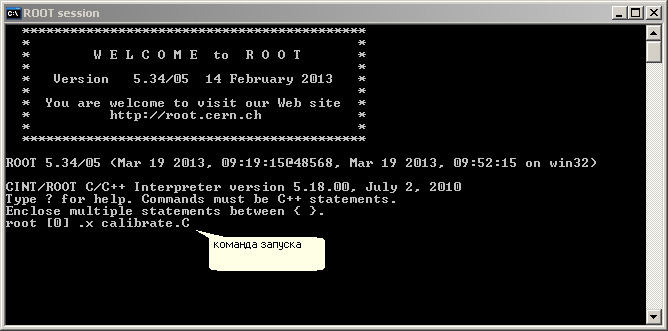 ROOT session
*******************************************
*                                         *
*        W E L C O M E  to  R O O T       *
*                                         *
*   Version   5.34/05  14 February 2013   *
*                                         *
*  You are welcome to visit our Web site  *
*          http://root.cern.ch            *
*                                         *
*******************************************
ROOT 5.34/05 (Mar 19 2013, 09:19:15@48568, Mar 19 2013, 09:52:15 on win32)
CINT/ROOT C/C++ Interpreter version 5.18.00, July 2, 2010
Type ? for help. Commands must be C++ statements.
Enclose multiple statements between { }.
root [0] .x calibrate.C
команда запуска